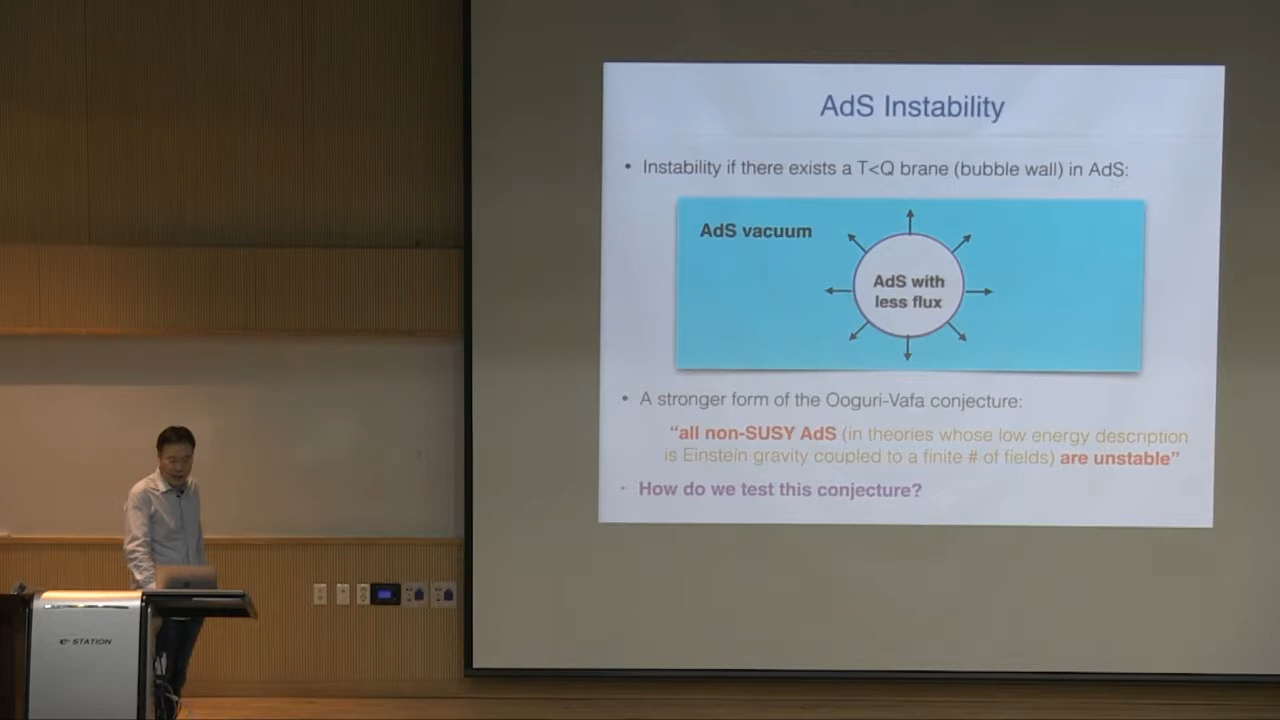 AdS Instability
• Instability if there exists a T<Q brane (bubble wall) in AdS:
AdS vacuum
AdS with
less flux
• A stronger form of the Ooguri-Vafa conjecture:
“all non-SUSY AdS (in theories whose low energy description
is Einstein gravity coupled to a finite # of fields) are unstable”
· How do we test this conjecture?
e-STATION